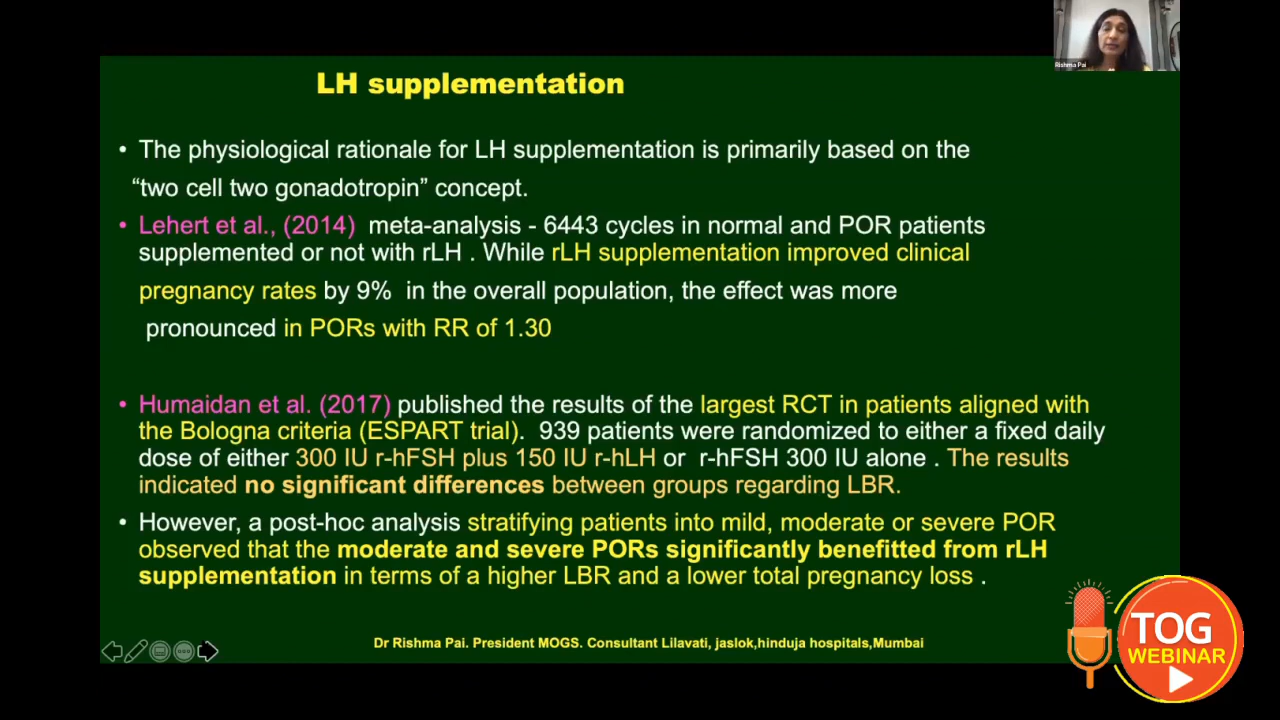 Rishma Pai
LH supplementation
• The physiological rationale for LH supplementation is primarily based on the
“two cell two gonadotropin” concept.
• Lehert et al., (2014) meta-analysis - 6443 cycles in normal and POR patients
supplemented or not with rLH . While rLH supplementation improved clinical
pregnancy rates by 9% in the overall population, the effect was more
pronounced in PORs with RR of 1.30
• Humaidan et al. (2017) published the results of the largest RCT in patients aligned with
the Bologna criteria (ESPART trial). 939 patients were randomized to either a fixed daily
dose of either 300 IU r-hFSH plus 150 IU r-hLH or r-hFSH 300 IU alone . The results
indicated no significant differences between groups regarding LBR.
• However, a post-hoc analysis stratifying patients into mild, moderate or severe POR
observed that the moderate and severe PORs significantly benefitted from rLH
supplementation in terms of a higher LBR and a lower total pregnancy loss .
Dr Rishma Pai. President MOGS. Consultant Lilavati, jaslok,hinduja hospitals,Mumbai
TOG
WEBINAR